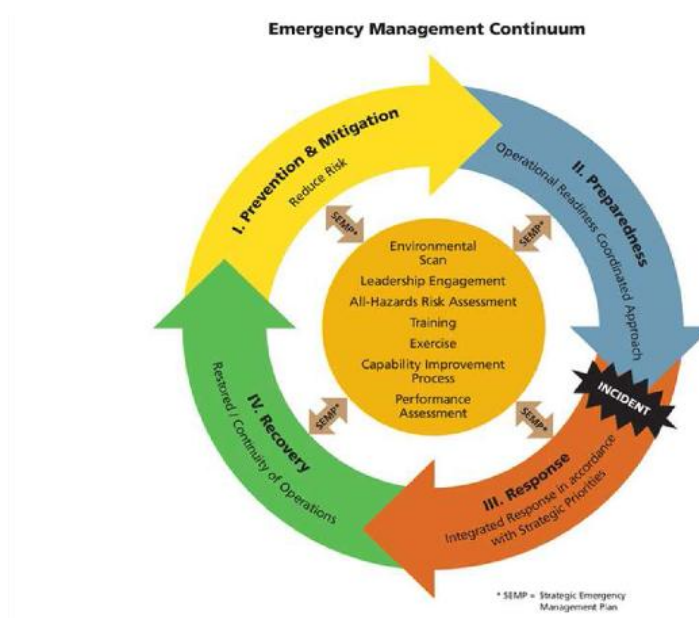 Emergency Management Continuum
I. Prevention & Mitigation
Reduce Risk
II. Preparedness
Operational Readiness Coordinated Approach
SEMP*
SEMP*
Environmental
Scan
Leadership Engagement
All-Hazards Risk Assessment
Training
Exercise
Capability Improvement
Process
Performance
Assessment
INCIDENT
SEMP*
SEMP*
IV. Recovery
Restored / Continuity of Operations
III. Response
Integrated Response in accordance
with Strategic Priorities
* SEMP = Strategic Emergency
Management Plan